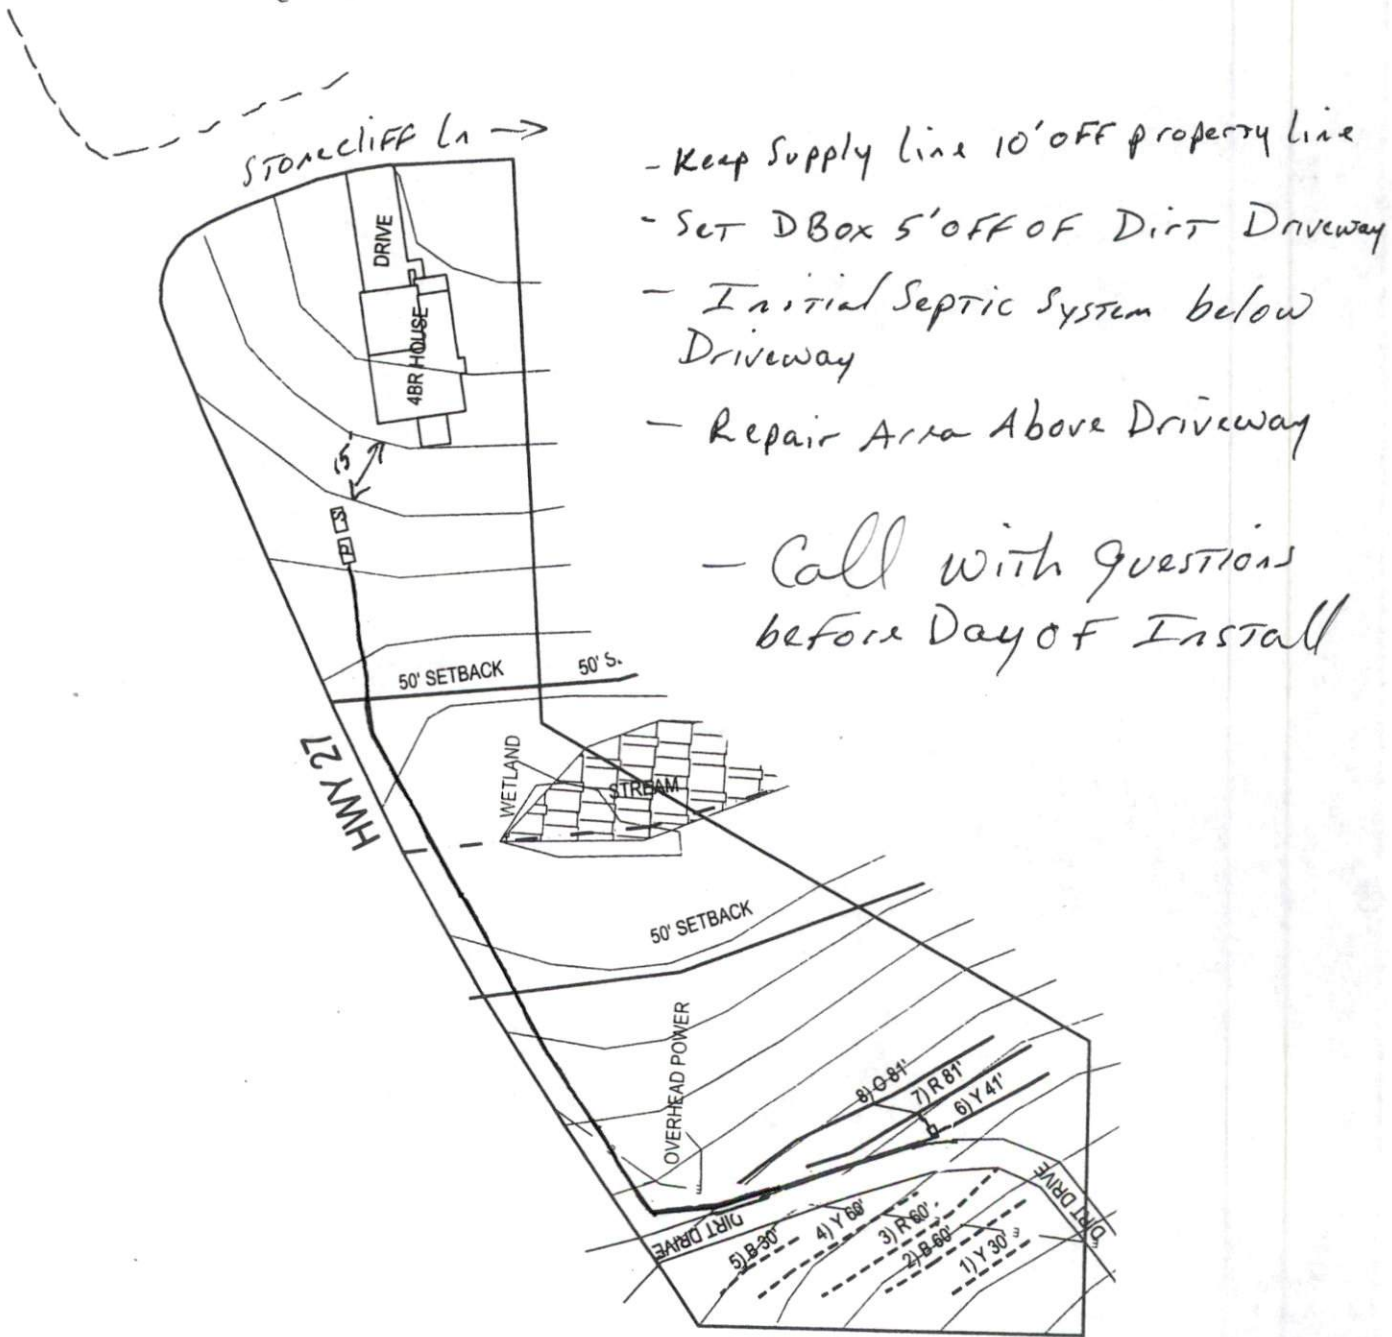 STONECLIFF Ln →
- Keep Supply line 10' OFF property line
- SET DBox 5' OFF OF Dirt Driveway
- Initial Septic System below
Driveway
- Repair Area Above Driveway
- Call with Questions
before Day OF Install
DRIVE
4BR HOUSE
15'
S
P
50' SETBACK
50' S.
HWY 27
WETLAND
STREAM
50' SETBACK
OVERHEAD POWER
8) O 81'
7) R 81'
6) Y 41'
D
DIRT DRIVE
DIRT DRIVE
5) B 30'
4) Y 60'
3) R 60'
2) B 60'
1) Y 30'